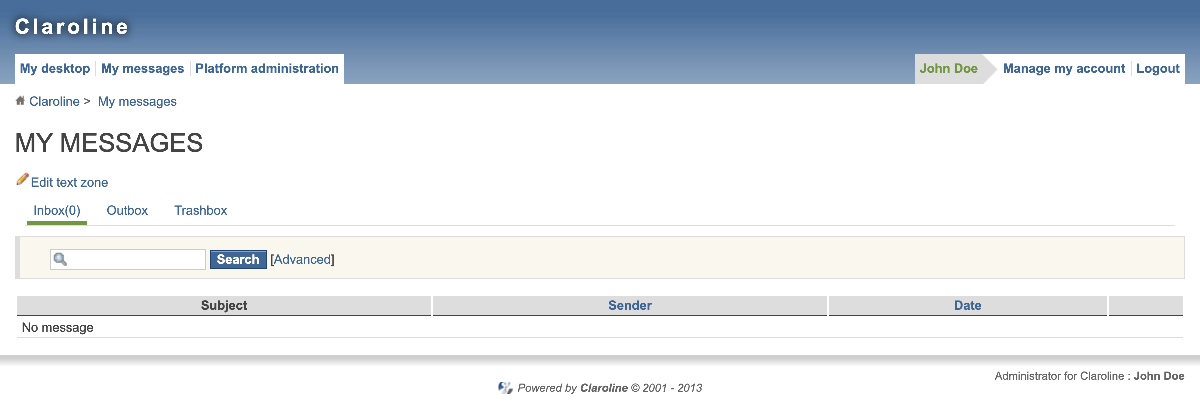 Claroline
My desktop My messages Platform administration John Doe Manage my account Logout
Claroline > My messages
MY MESSAGES
Edit text zone
Inbox(0) Outbox Trashbox
Search [Advanced]
Subject Sender Date
No message
Administrator for Claroline : John Doe
Powered by Claroline © 2001 - 2013